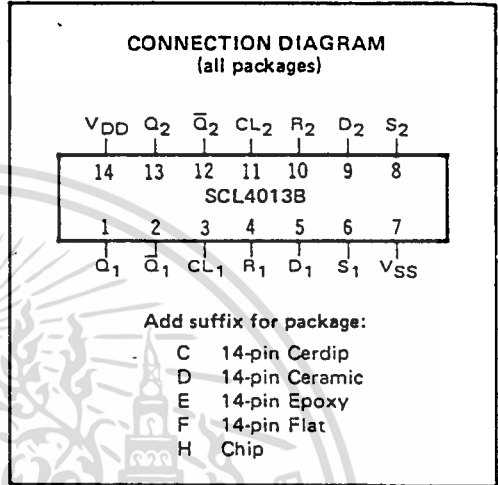 CONNECTION DIAGRAM
(all packages)
VDD Q2 Q̅2 CL2 R2 D2 S2
14 13 12 11 10 9 8
SCL4013B
1 2 3 4 5 6 7
Q1 Q̅1 CL1 R1 D1 S1 VSS
Add suffix for package:
C 14-pin Cerdip
D 14-pin Ceramic
E 14-pin Epoxy
F 14-pin Flat
H Chip